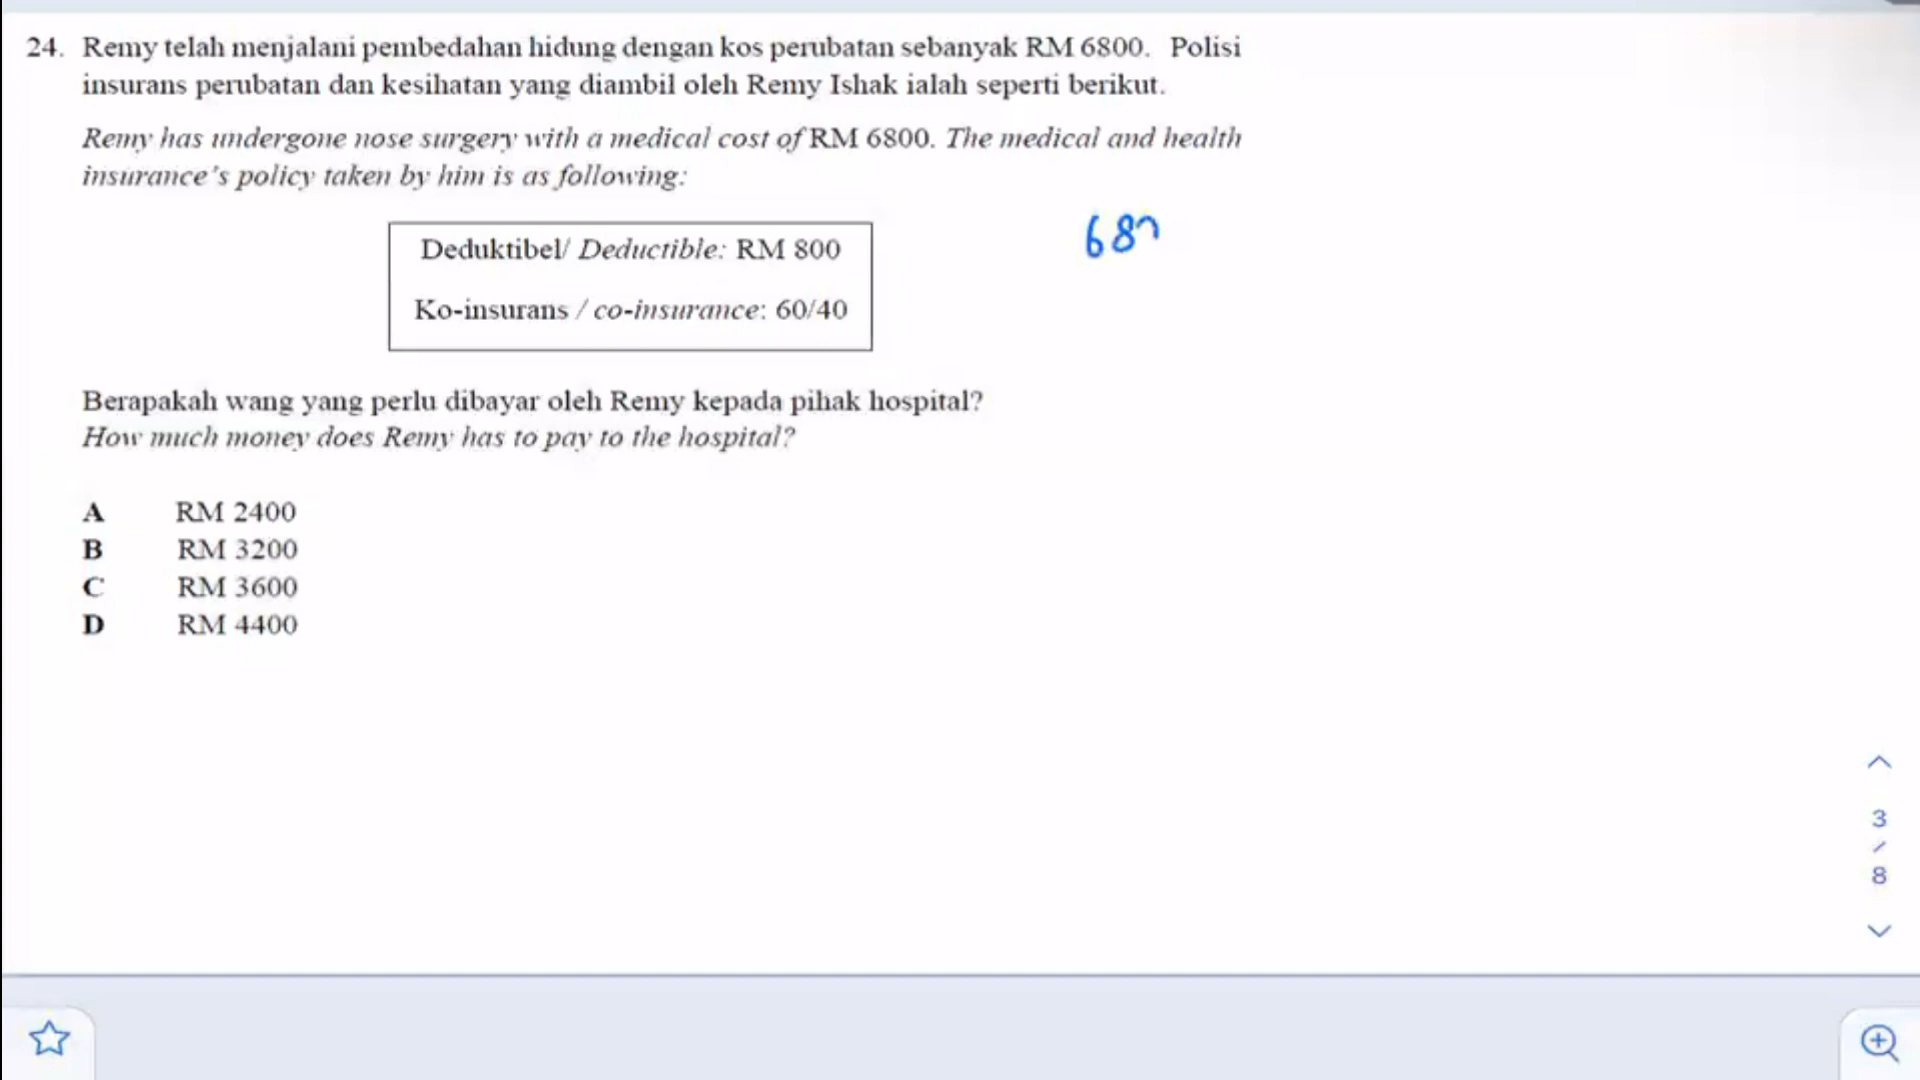 24. Remy telah menjalani pembedahan hidung dengan kos perubatan sebanyak RM 6800. Polisi
insurans perubatan dan kesihatan yang diambil oleh Remy Ishak ialah seperti berikut.
Remy has undergone nose surgery with a medical cost of RM 6800. The medical and health
insurance's policy taken by him is as following:
Deduktibel/ Deductible: RM 800
Ko-insurans / co-insurance: 60/40
Berapakah wang yang perlu dibayar oleh Remy kepada pihak hospital?
How much money does Remy has to pay to the hospital?
A RM 2400
B RM 3200
C RM 3600
D RM 4400
3
/
8